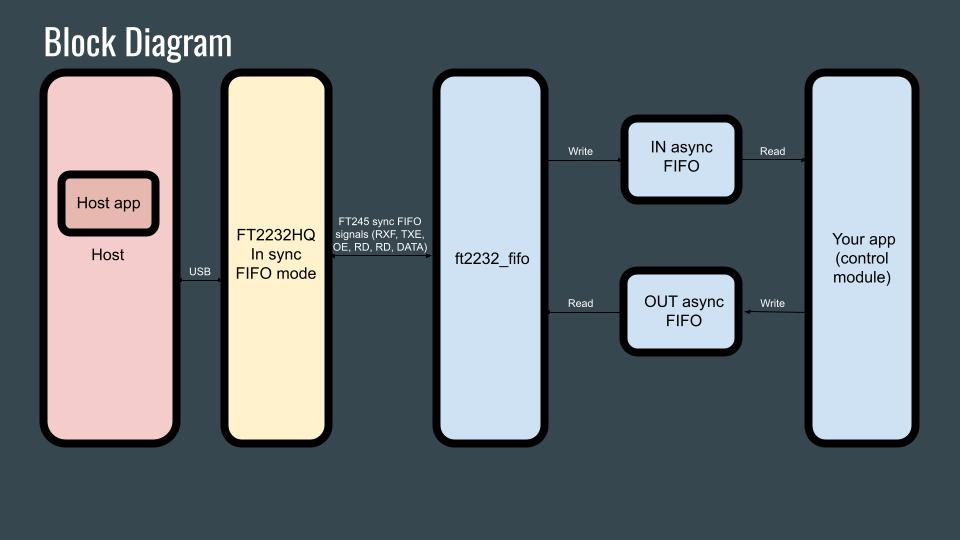 Block Diagram
Host app
Host
USB
FT2232HQ
In sync
FIFO mode
FT245 sync FIFO
signals (RXF, TXE,
OE, RD, RD, DATA)
ft2232_fifo
Write
IN async
FIFO
Read
Read
OUT async
FIFO
Write
Your app
(control
module)